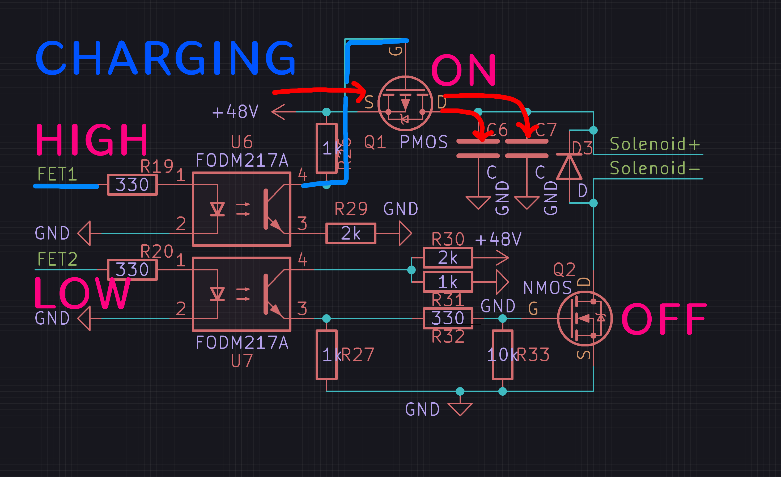 CHARGING
G
ON
S
D
+48V
Q1
PMOS
C6
C7
HIGH
U6
FODM217A
1k
D3
Solenoid+
Solenoid-
FET1
R19
330
1
4
C
GND
C
GND
D
GND
2
3
R29
2k
GND
FET2
R20
330
1
4
R30
2k
+48V
1k
R31
Q2
D
NMOS
LOW
GND
2
3
GND
330
R32
G
OFF
S
FODM217A
U7
1k
R27
10k
R33
GND